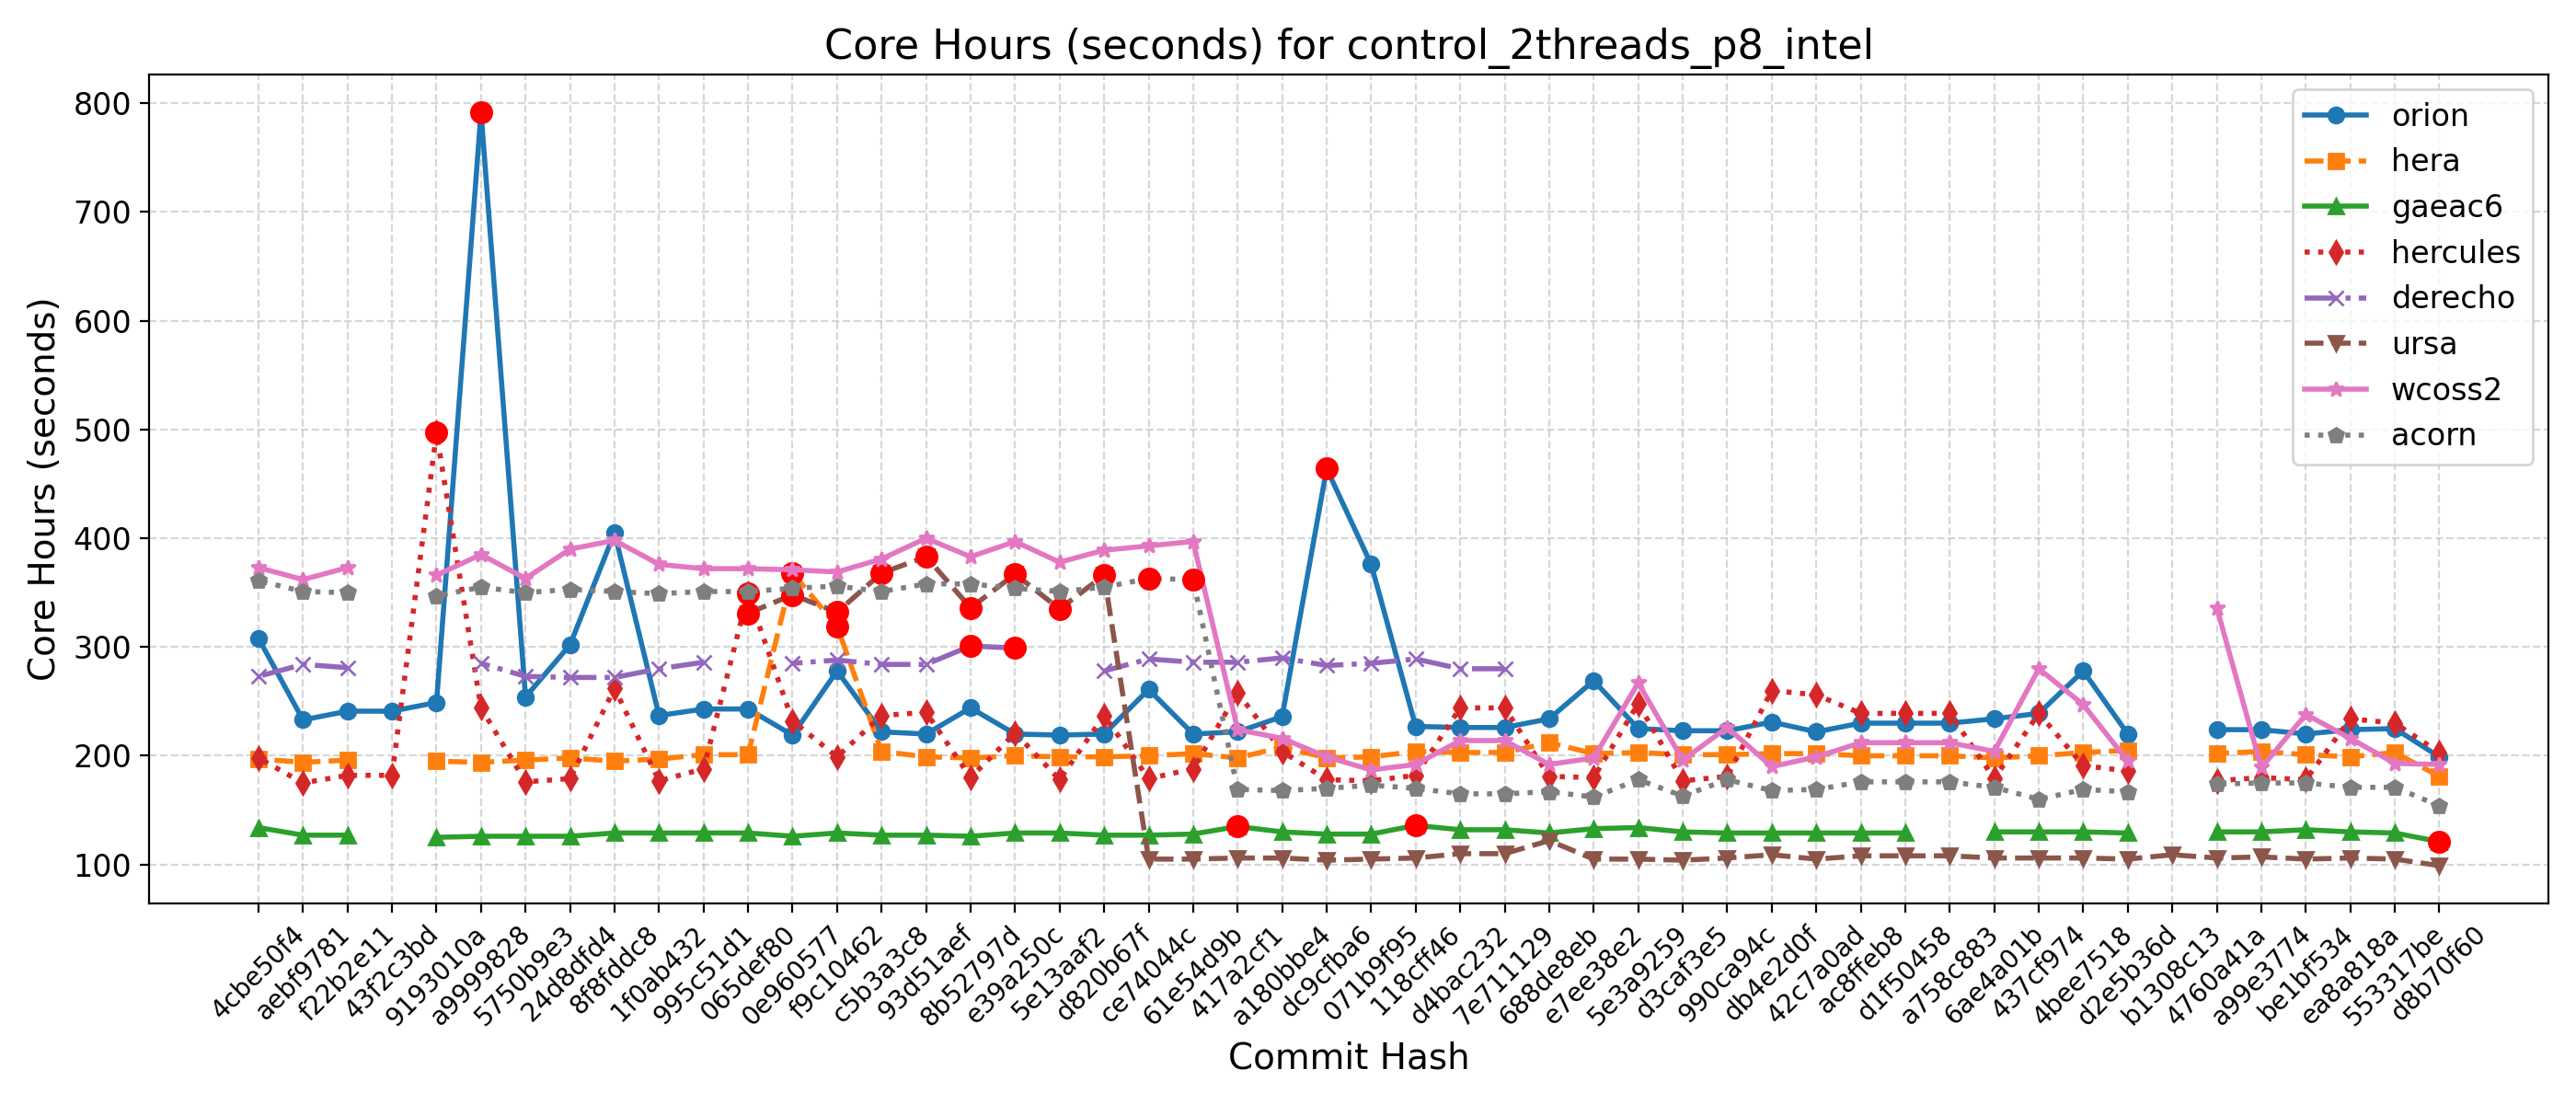 Core Hours (seconds) for control_2threads_p8_intel
Core Hours (seconds)
800
700
600
500
400
300
200
100
orion
hera
gaeac6
hercules
derecho
ursa
wcoss2
acorn
4cbe50f4
aebf9781
f22b2e11
43f2c3bd
9193010a
a9999828
5750b9e3
24d8dfd4
8f8fddc8
1f0ab432
995c51d1
065def80
0e960577
f9c10462
c5b3a3c8
93d51aef
8b52797d
e39a250c
5e13aaf2
d820b67f
ce74044c
61e54d9b
417a2cf1
a180bbe4
dc9cfba6
071b9f95
118cff46
d4bac232
7e711129
688de8eb
e7ee38e2
5e3a9259
d3caf3e5
990ca94c
db4e2d0f
42c7a0ad
ac8ffeb8
d1f50458
a758c883
6ae4a01b
437cf974
4bee7518
d2e5b36d
b1308c13
4760a41a
a99e3774
be1bf534
ea8a818a
553317be
d8b70f60
Commit Hash